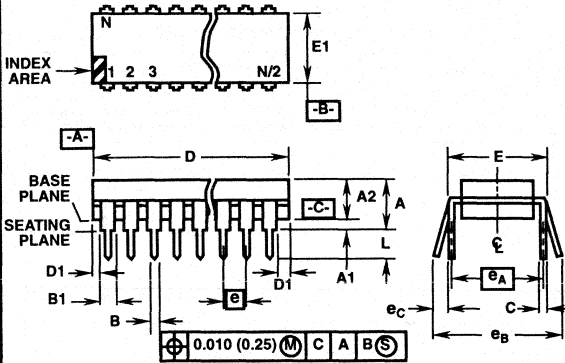 N
E1
INDEX
AREA
1 2 3 N/2
-B-
-A-
D
E
BASE
PLANE
A2 A
-C-
SEATING
PLANE
L
C
L
D1
D1
A1
eA
B1
e
eC
C
B
eB
0.010 (0.25) M C A B S